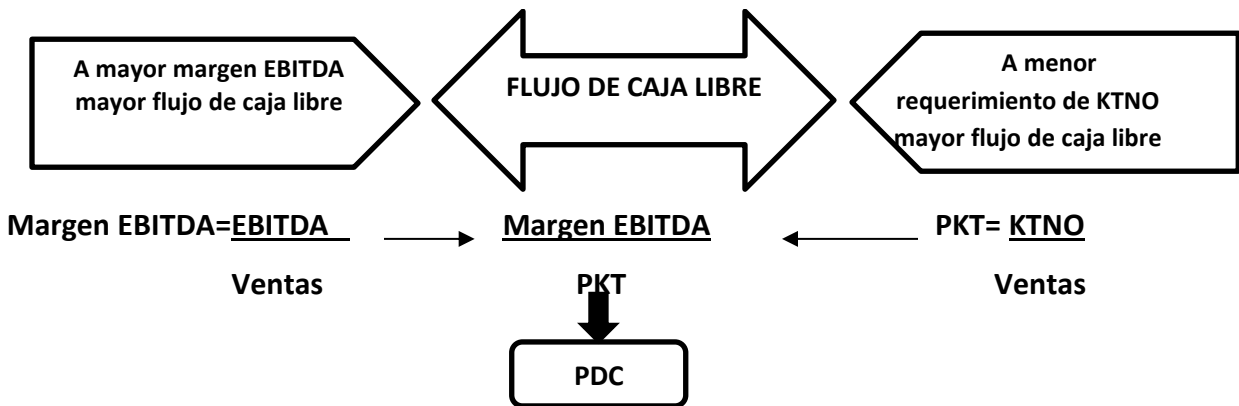 A mayor margen EBITDA
mayor flujo de caja libre
FLUJO DE CAJA LIBRE
A menor
requerimiento de KTNO
mayor flujo de caja libre
Margen EBITDA=EBITDA
Ventas
Margen EBITDA
PKT
PKT= KTNO
Ventas
PDC